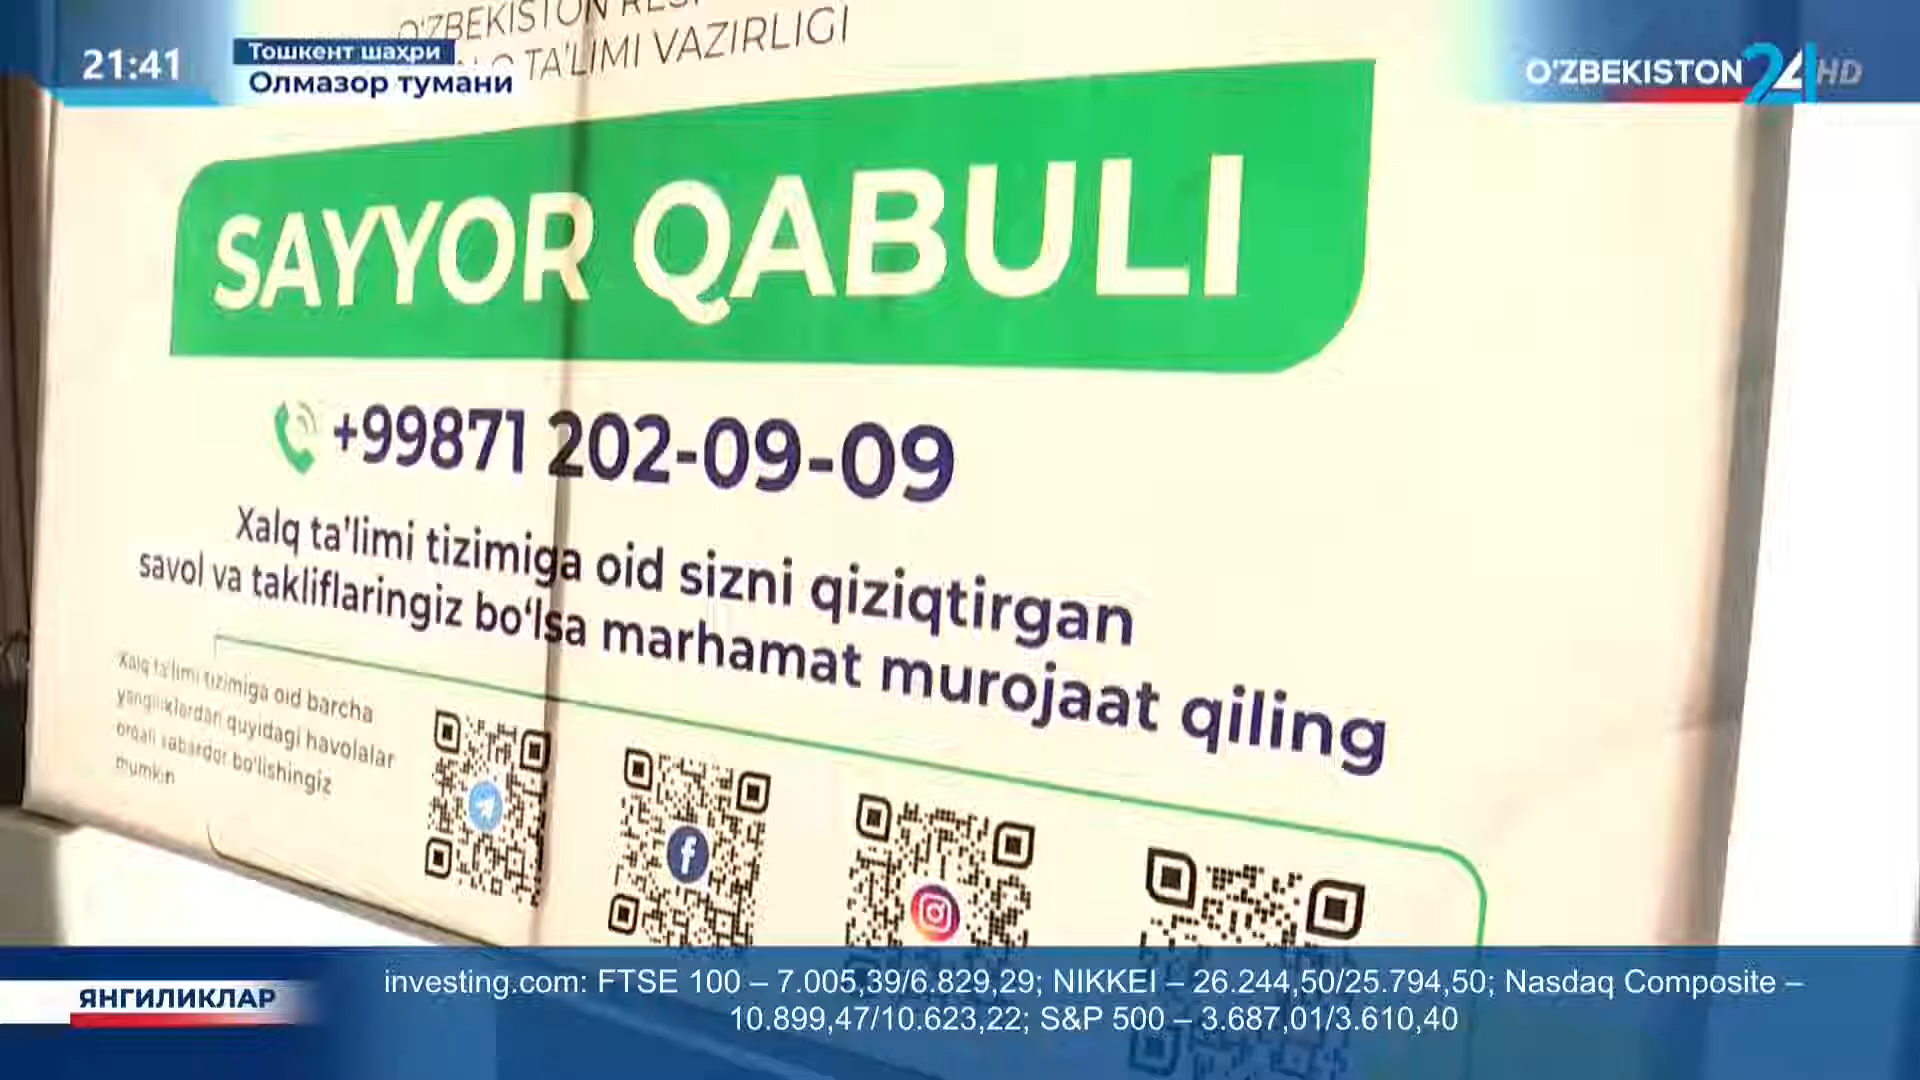 21:41
Тошкент шаҳри
Олмазор тумани
O'ZBEKISTON 24 HD
O'ZBEKISTON
TA'LIMI VAZIRLIGI
SAYYOR QABULI
+99871 202-09-09
Xalq ta'limi tizimiga oid sizni qiziqtirgan
savol va takliflaringiz bo'lsa marhamat murojaat qiling
Xalq ta'limi tizimiga oid barcha
yangiliklardan quyidagi havolalar
orqali xabardor bo'lishingiz
mumkin
ЯНГИЛИКЛАР
investing.com: FTSE 100 – 7.005,39/6.829,29; NIKKEI – 26.244,50/25.794,50; Nasdaq Composite –
10.899,47/10.623,22; S&P 500 – 3.687,01/3.610,40